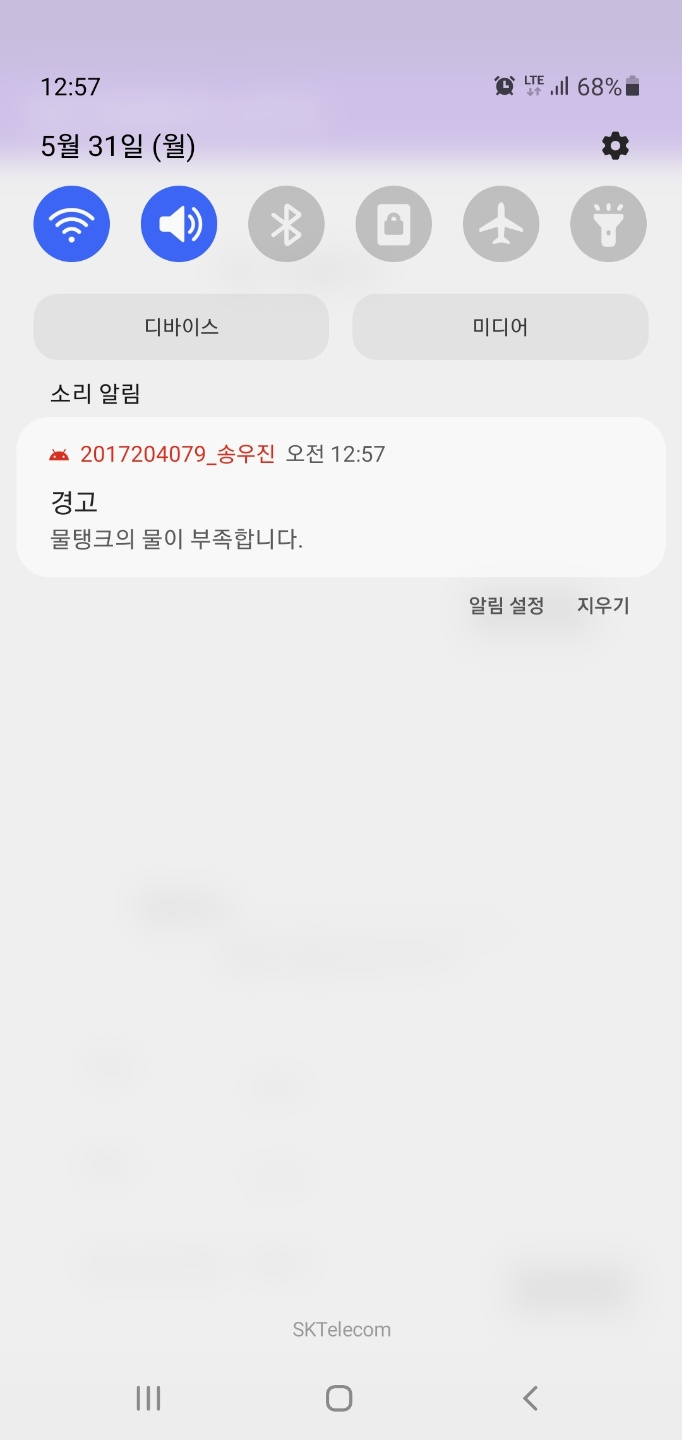 12:57 LTE 68%
5월 31일 (월)
디바이스 미디어
소리 알림
2017204079_송우진 오전 12:57
경고
물탱크의 물이 부족합니다.
알림 설정 지우기
SKTelecom